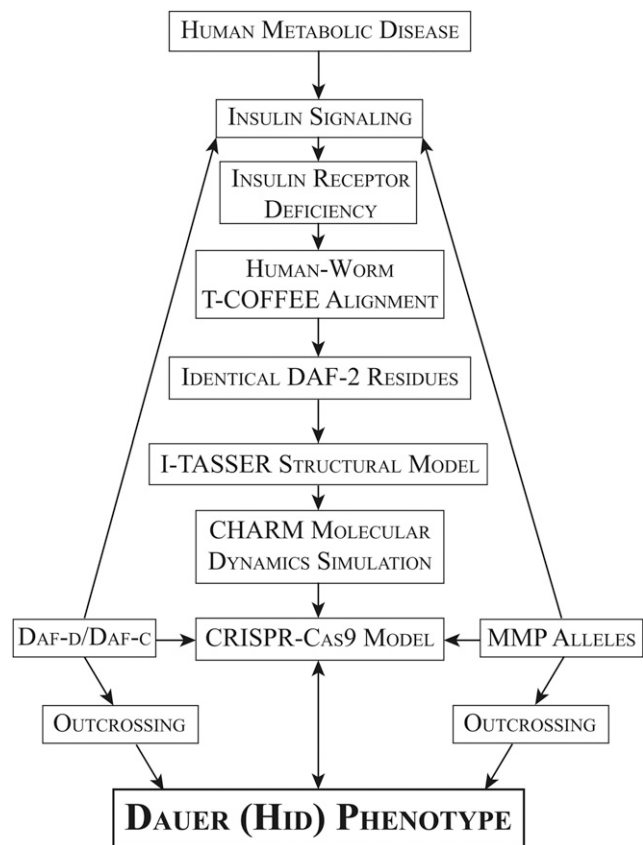 Human Metabolic Disease
Insulin Signaling
Insulin Receptor
Deficiency
Human-Worm
T-COFFEE Alignment
Identical DAF-2 Residues
I-TASSER Structural Model
CHARM Molecular
Dynamics Simulation
Daf-d/Daf-c
CRISPR-Cas9 Model
MMP Alleles
Outcrossing
Outcrossing
Dauer (Hid) Phenotype